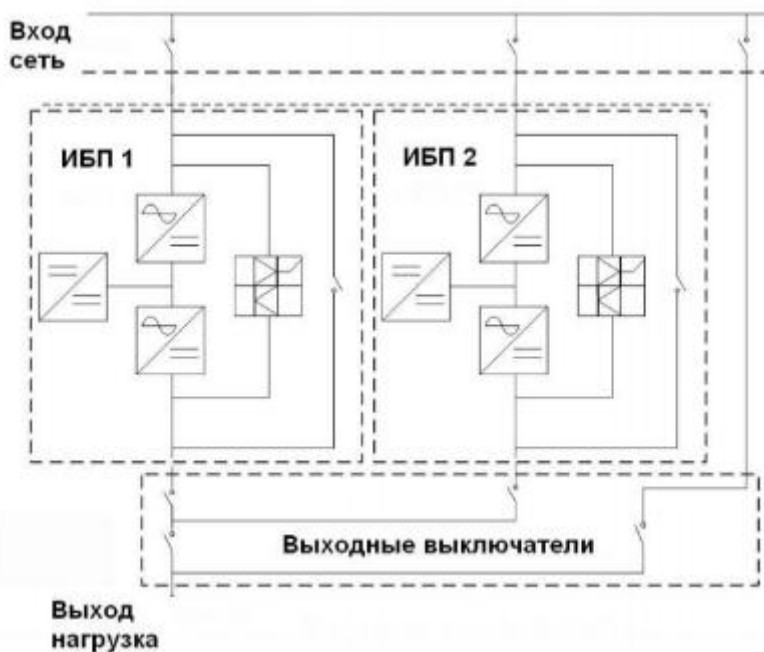 Вход
сеть
ИБП 1
ИБП 2
Выходные выключатели
Выход
нагрузка